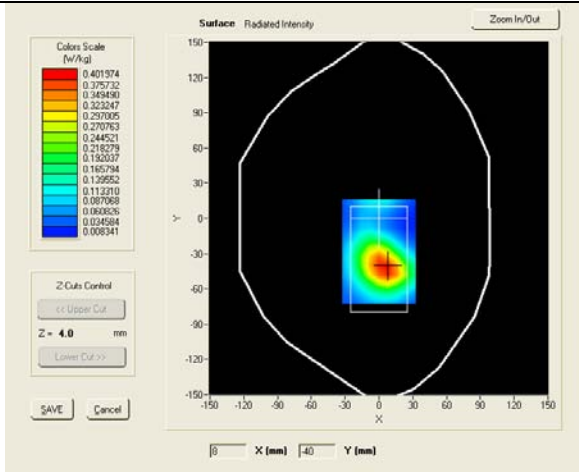 Surface Radiated Intensity
Zoom In/Out
Colors Scale
(W/kg)
0.401974
0.375732
0.349490
0.323247
0.297005
0.270763
0.244521
0.218279
0.192037
0.165794
0.139552
0.113310
0.087068
0.060826
0.034584
0.008341
150-
120-
90-
60-
30-
0-
-30-
-60-
-90-
-120-
-150-
Y
-150 -120 -90 -60 -30 0 30 60 90 120 150
X
Z-Cuts Control
<< Upper Cut
Z = 4.0 mm
Lower Cut >>
SAVE Cancel
8 X (mm) -40 Y (mm)